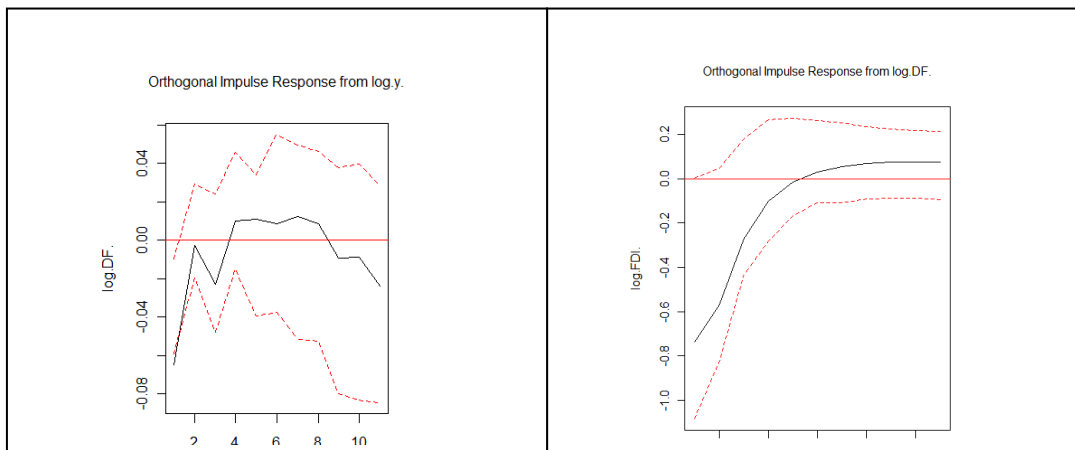 Orthogonal Impulse Response from log.y.
log.DF.
0.04
0.00
-0.04
-0.08
2 4 6 8 10
Orthogonal Impulse Response from log.DF.
log.FDI.
0.2
0.0
-0.2
-0.4
-0.6
-0.8
-1.0